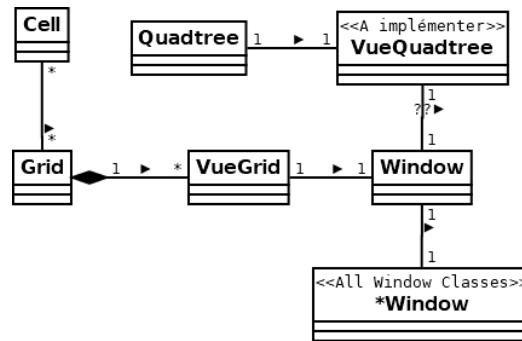 Cell
*
*
Quadtree
1
1
<<A implémenter>>
VueQuadtree
1
??
1
Grid
1
*
VueGrid
1
1
Window
1
1
<<All Window Classes>
*Window